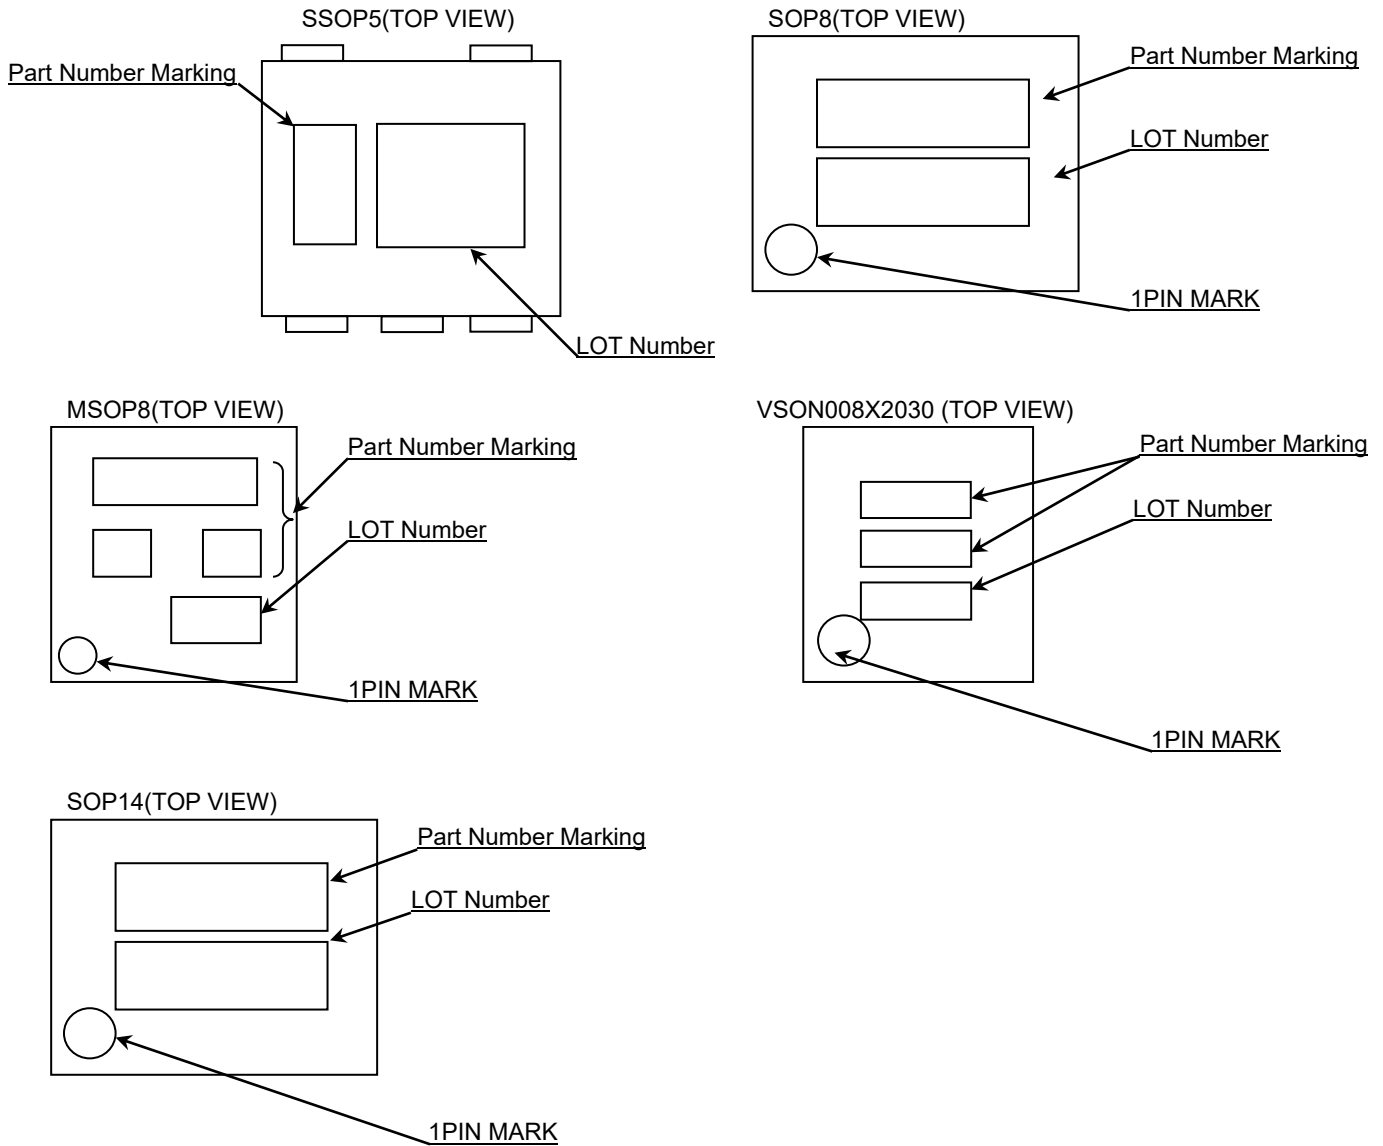 SSOP5(TOP VIEW)
Part Number Marking
LOT Number
SOP8(TOP VIEW)
Part Number Marking
LOT Number
1PIN MARK
MSOP8(TOP VIEW)
Part Number Marking
LOT Number
1PIN MARK
VSON008X2030 (TOP VIEW)
Part Number Marking
LOT Number
1PIN MARK
SOP14(TOP VIEW)
Part Number Marking
LOT Number
1PIN MARK